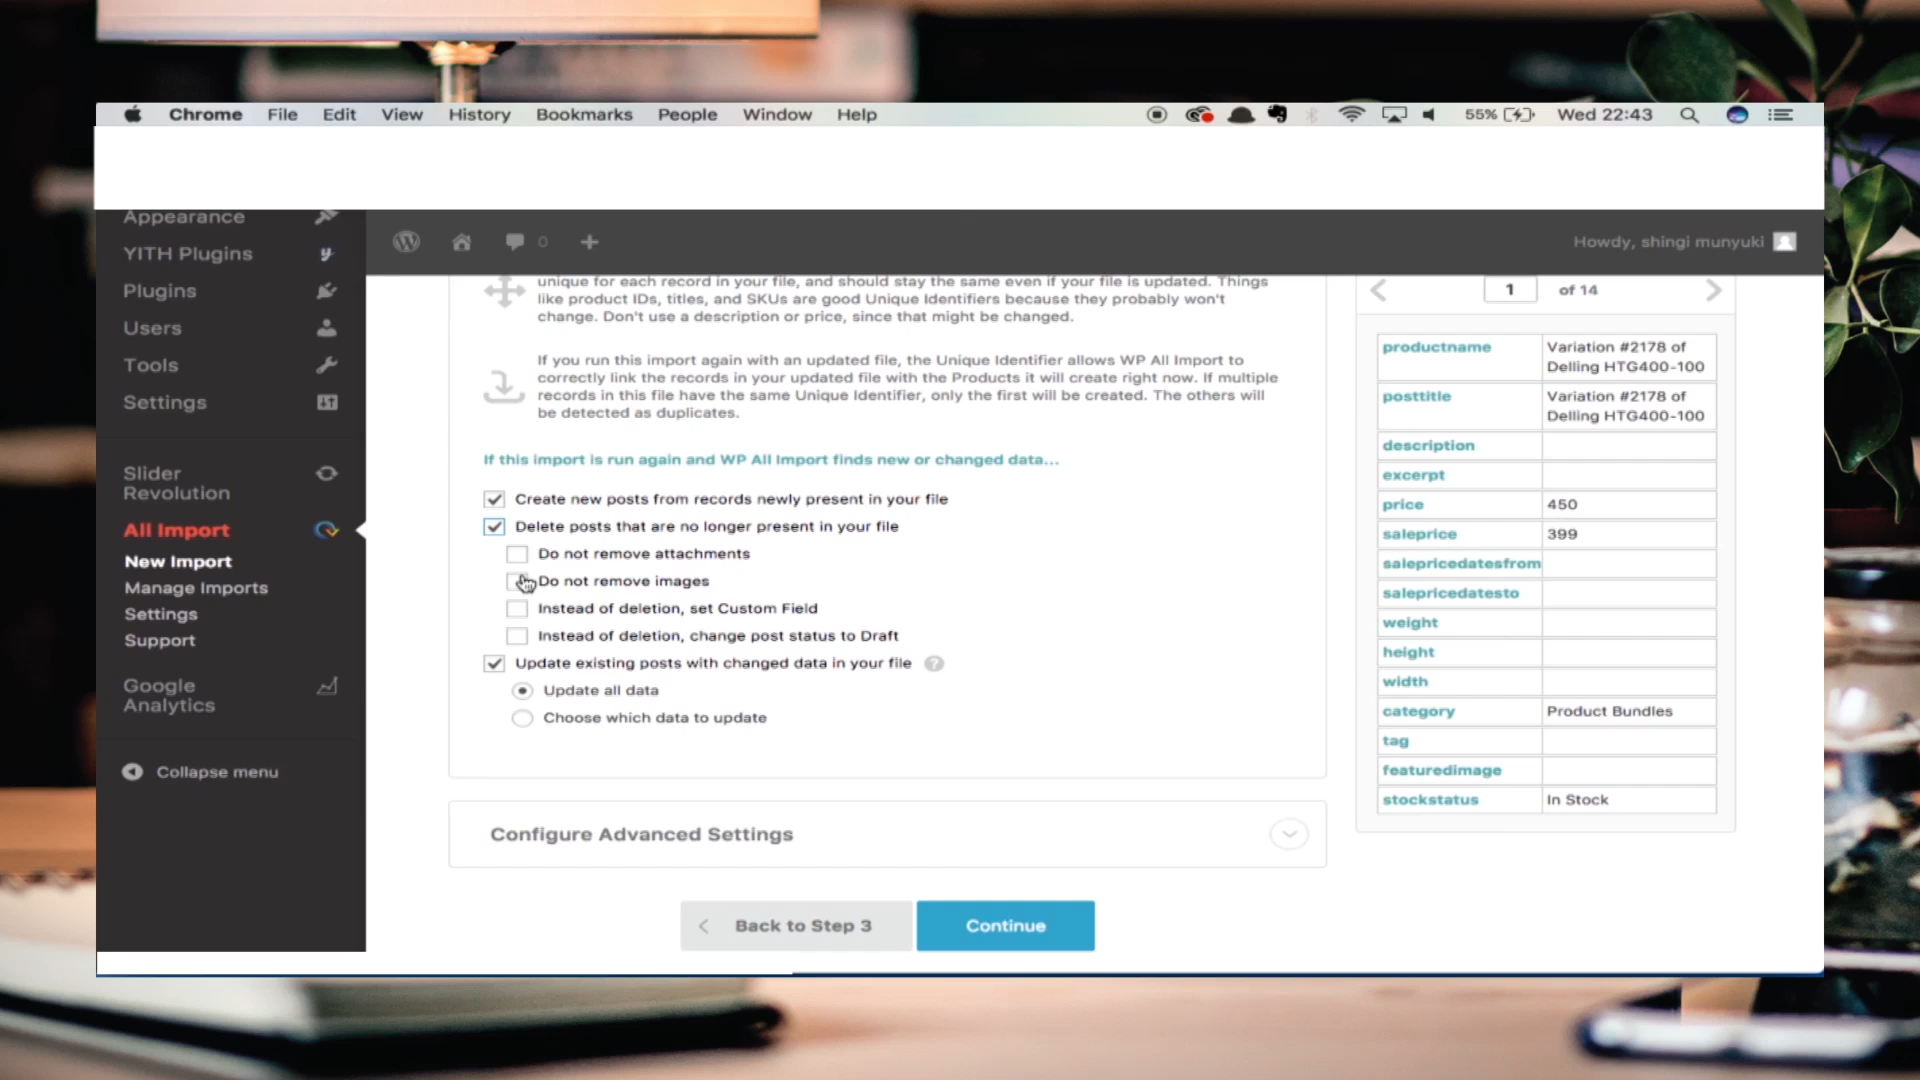 Chrome File Edit View History Bookmarks People Window Help
55% Wed 22:43
Appearance
YITH Plugins
Plugins
Users
Tools
Settings
Slider
Revolution
All Import
New Import
Manage Imports
Settings
Support
Google
Analytics
Collapse menu
0
Howdy, shingi munyuki
unique for each record in your file, and should stay the same even if your file is updated. Things
like product IDs, titles, and SKUs are good Unique Identifiers because they probably won't
change. Don't use a description or price, since that might be changed.
If you run this import again with an updated file, the Unique Identifier allows WP All Import to
correctly link the records in your updated file with the Products it will create right now. If multiple
records in this file have the same Unique Identifier, only the first will be created. The others will
be detected as duplicates.
If this import is run again and WP All Import finds new or changed data...
Create new posts from records newly present in your file
Delete posts that are no longer present in your file
Do not remove attachments
Do not remove images
Instead of deletion, set Custom Field
Instead of deletion, change post status to Draft
Update existing posts with changed data in your file ?
Update all data
Choose which data to update
Configure Advanced Settings
Back to Step 3
Continue
1 of 14
productname Variation #2178 of
Delling HTG400-100
posttitle Variation #2178 of
Delling HTG400-100
description
excerpt
price 450
saleprice 399
salepricedatesfrom
salepricedatesto
weight
height
width
category Product Bundles
tag
featuredimage
stockstatus In Stock